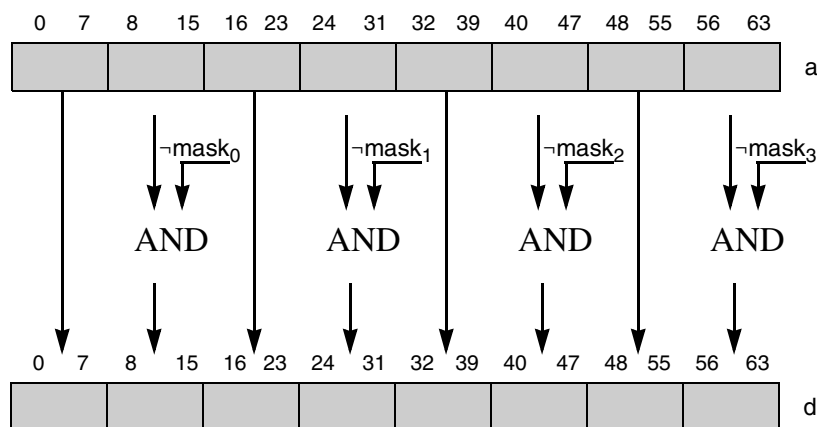 0 7 8 15 16 23 24 31 32 39 40 47 48 55 56 63
a
¬mask0 ¬mask1 ¬mask2 ¬mask3
AND AND AND AND
0 7 8 15 16 23 24 31 32 39 40 47 48 55 56 63
d